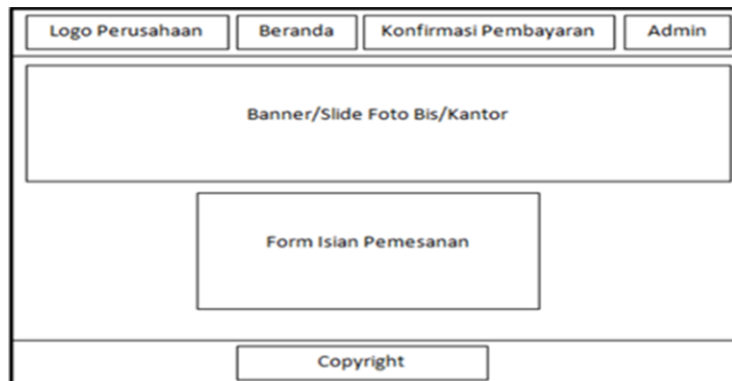 Logo Perusahaan
Beranda
Konfirmasi Pembayaran
Admin
Banner/Slide Foto Bis/Kantor
Form Isian Pemesanan
Copyright